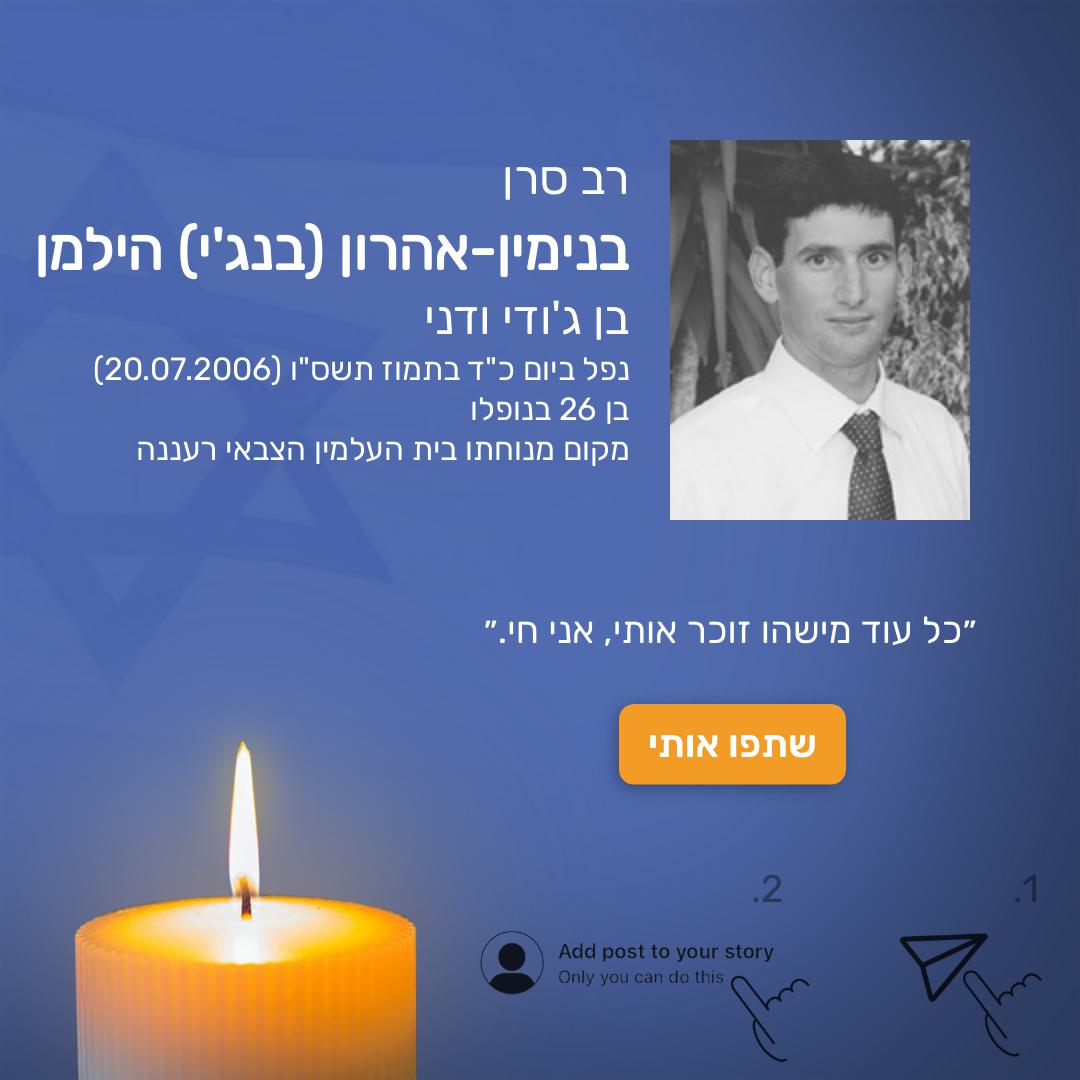 רב סרן
בנימין-אהרון (בנג'י) הילמן
בן ג'ודי ודני
נפל ביום כ"ד בתמוז תשס"ו (20.07.2006)
בן 26 בנופלו
מקום מנוחתו בית העלמין הצבאי רעננה
״כל עוד מישהו זוכר אותי, אני חי.״
שתפו אותי
1.
2.
Add post to your story
Only you can do this